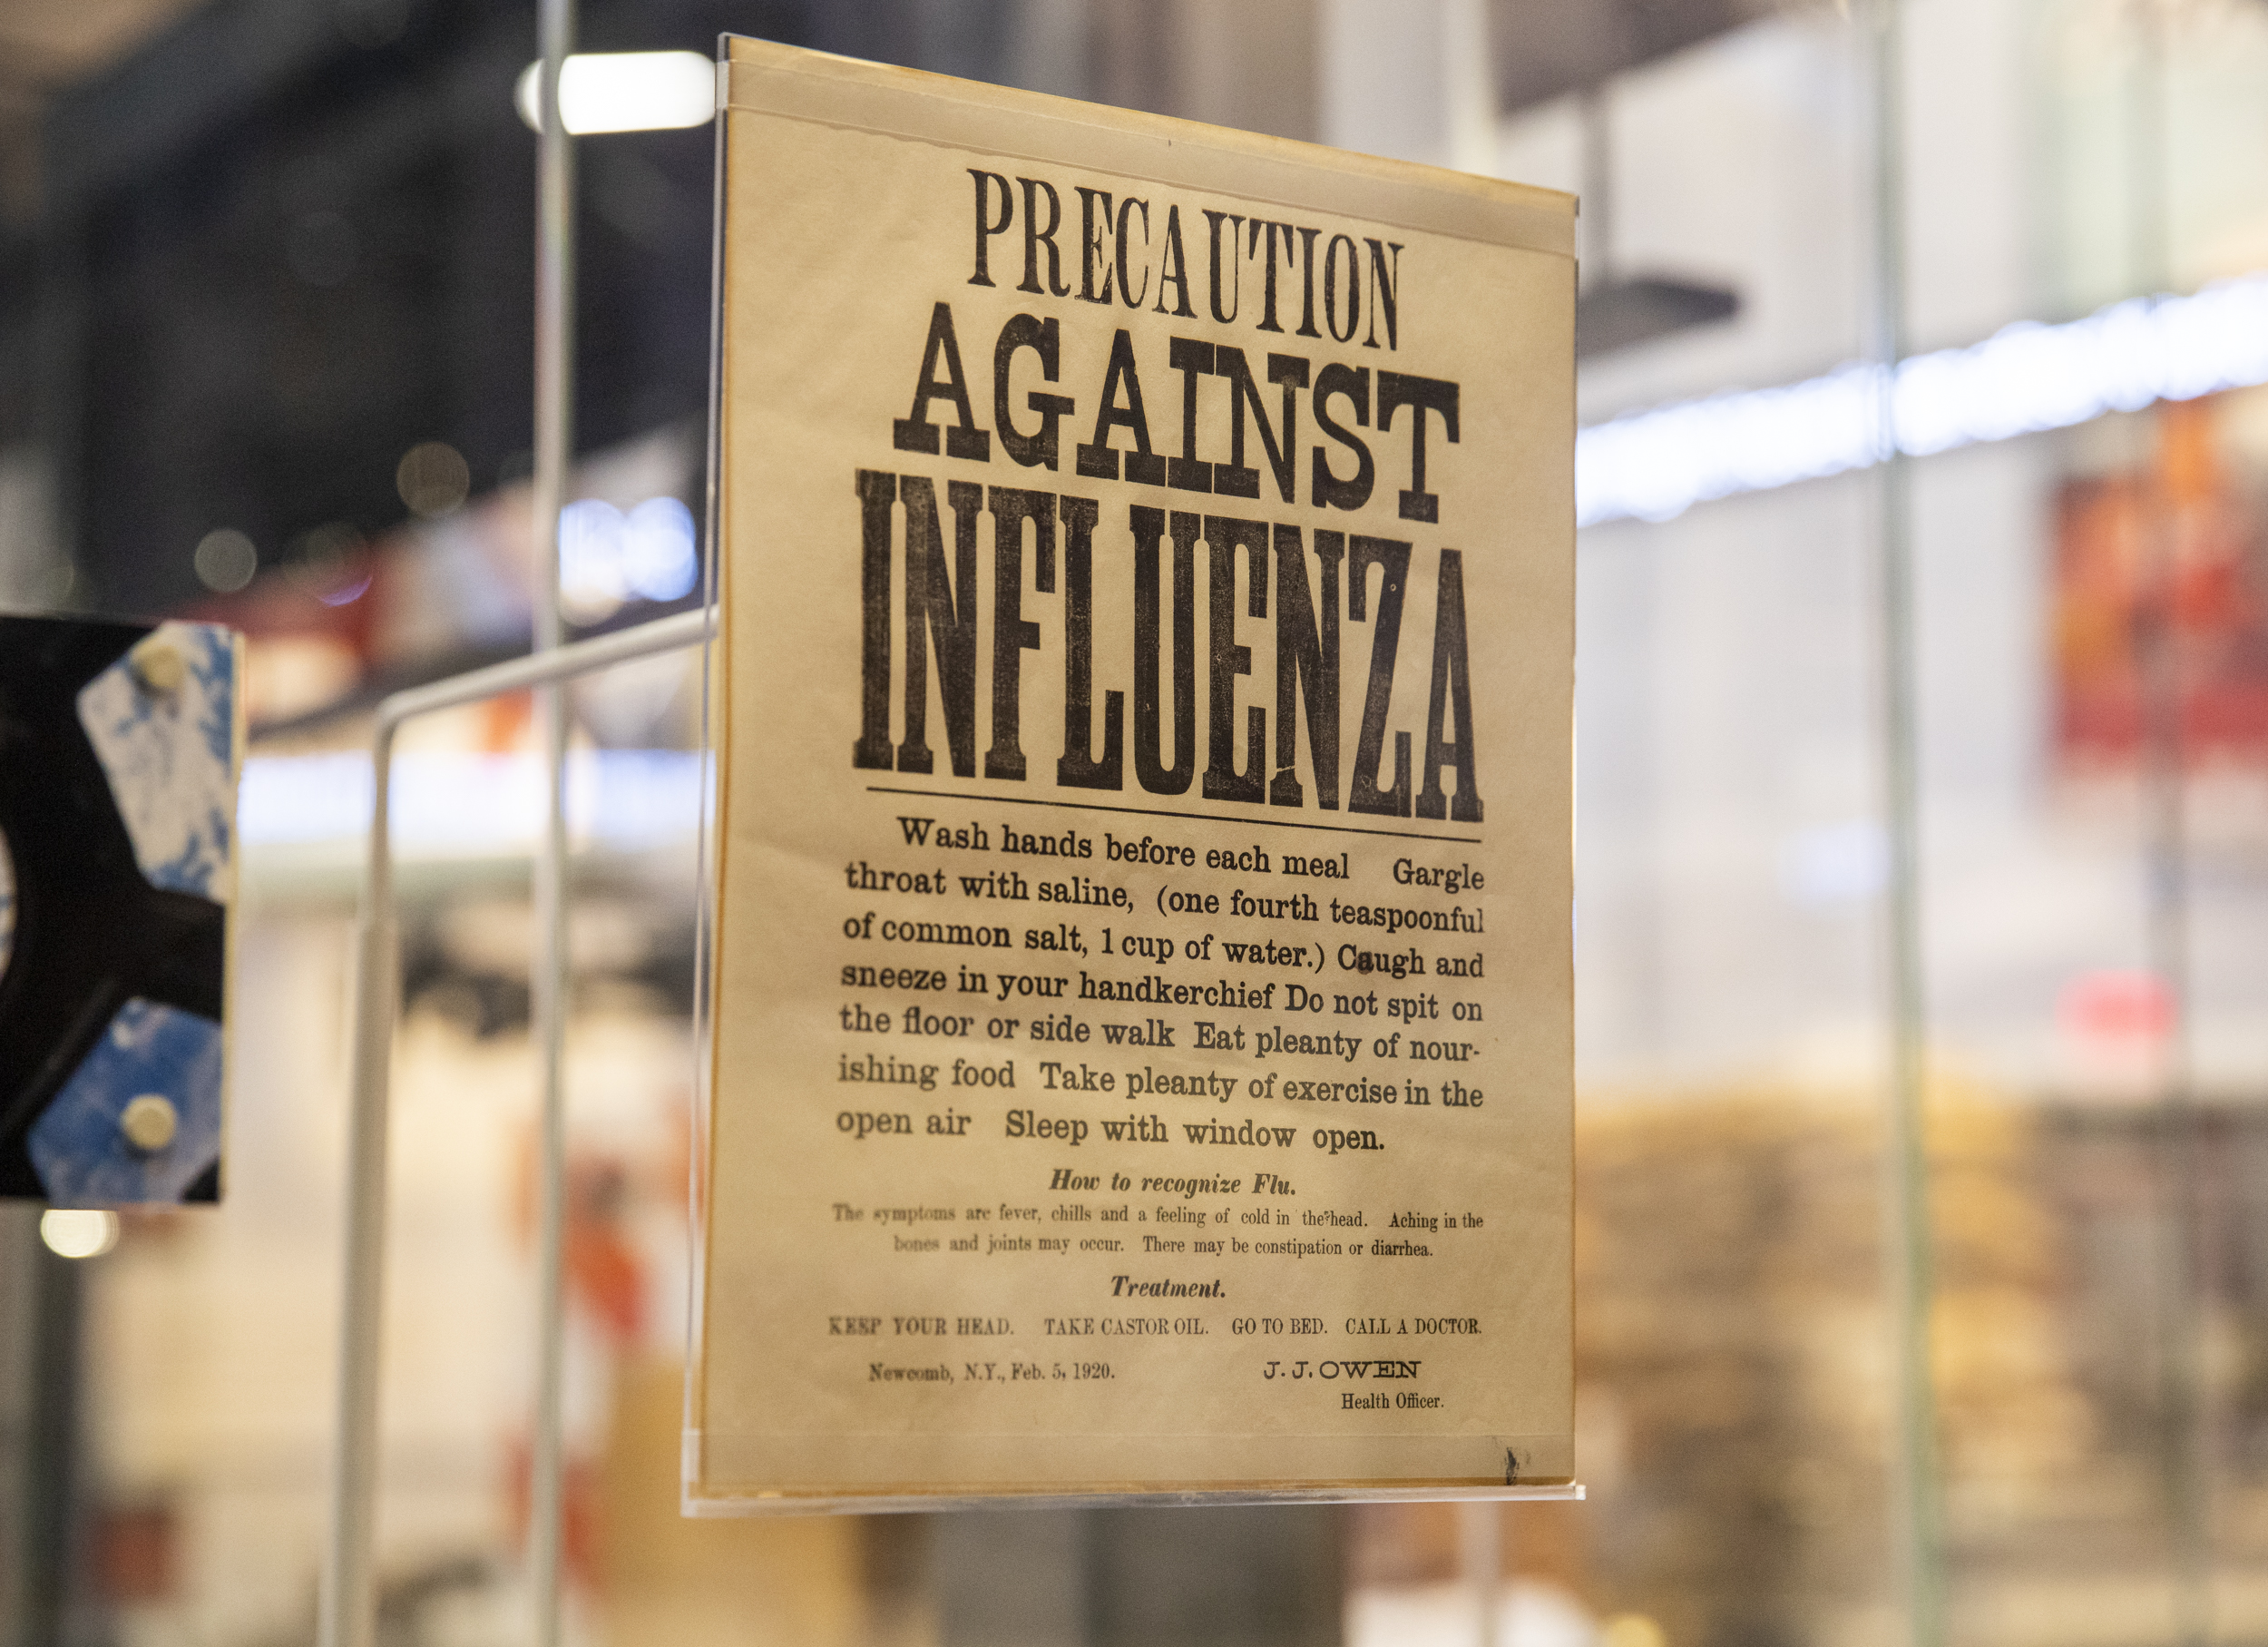 PRECAUTION
AGAINST
INFLUENZA
Wash hands before each meal Gargle
throat with saline, (one fourth teaspoonful
of common salt, 1 cup of water.) Caugh and
sneeze in your handkerchief Do not spit on
the floor or side walk Eat pleanty of nour-
ishing food Take pleanty of exercise in the
open air Sleep with window open.
How to recognize Flu.
The symptoms are fever, chills and a feeling of cold in the head. Aching in the
bones and joints may occur. There may be constipation or diarrhea.
Treatment.
KEEP YOUR HEAD. TAKE CASTOR OIL. GO TO BED. CALL A DOCTOR.
Newcomb, N.Y., Feb. 5, 1920. J. J. OWEN
Health Officer.